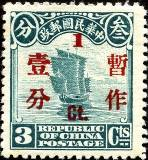 中華民國郵政
叁分
1
暫作
壹分
Ct.
3 Cts
REPUBLIC
OF CHINA
POSTAGE